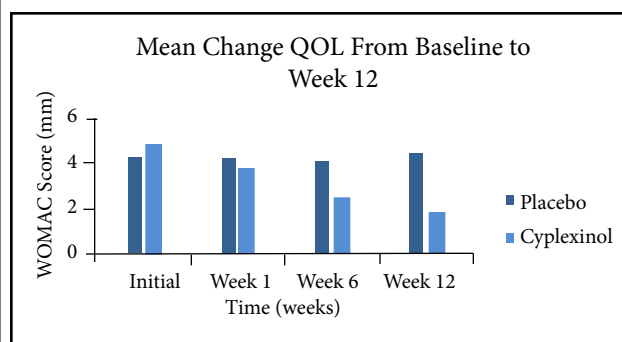 Mean Change QOL From Baseline to
Week 12
WOMAC Score (mm)
6
4
2
0
Initial Week 1 Week 6 Week 12
Time (weeks)
Placebo
Cyplexinol